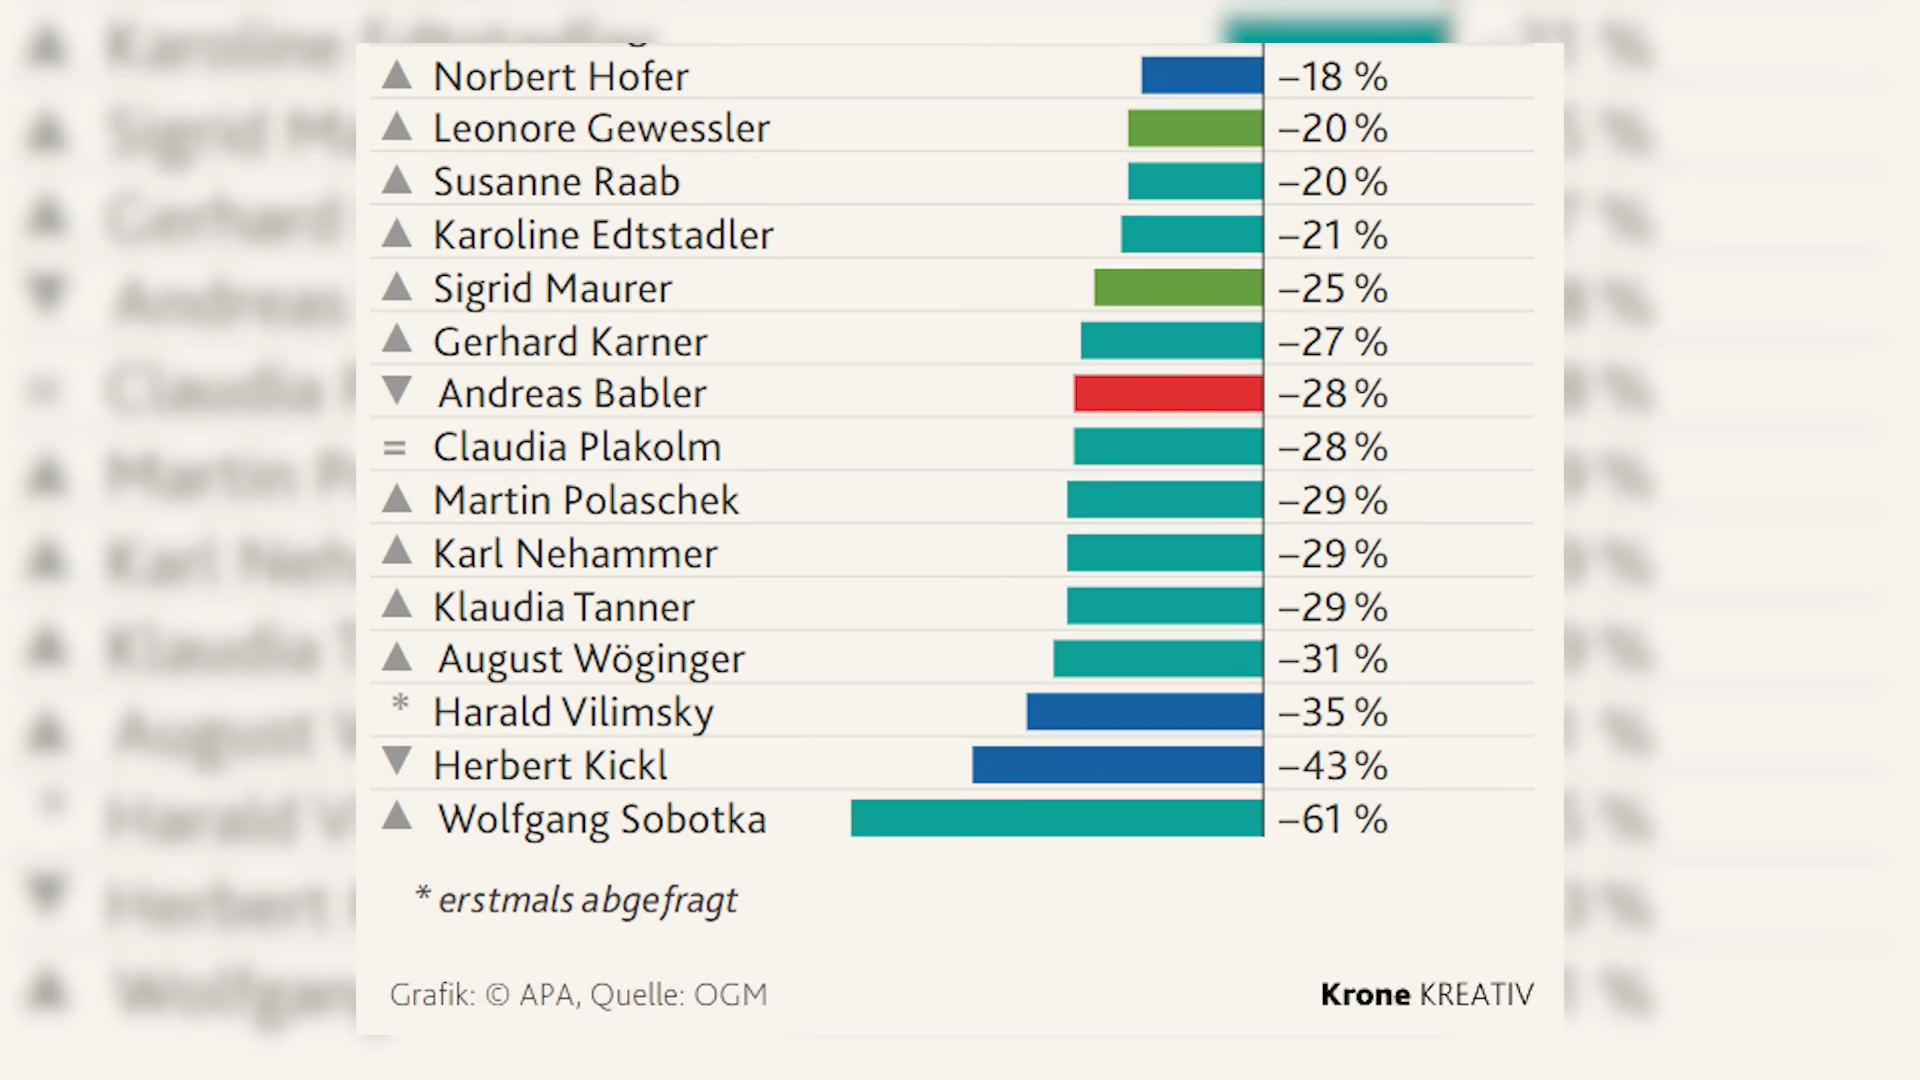 ▲ Norbert Hofer –18 %
▲ Leonore Gewessler –20 %
▲ Susanne Raab –20 %
▲ Karoline Edtstadler –21 %
▲ Sigrid Maurer –25 %
▲ Gerhard Karner –27 %
▼ Andreas Babler –28 %
= Claudia Plakolm –28 %
▲ Martin Polaschek –29 %
▲ Karl Nehammer –29 %
▲ Klaudia Tanner –29 %
▲ August Wöginger –31 %
* Harald Vilimsky –35 %
▼ Herbert Kickl –43 %
▲ Wolfgang Sobotka –61 %
* erstmals abgefragt
Grafik: © APA, Quelle: OGM
Krone KREATIV